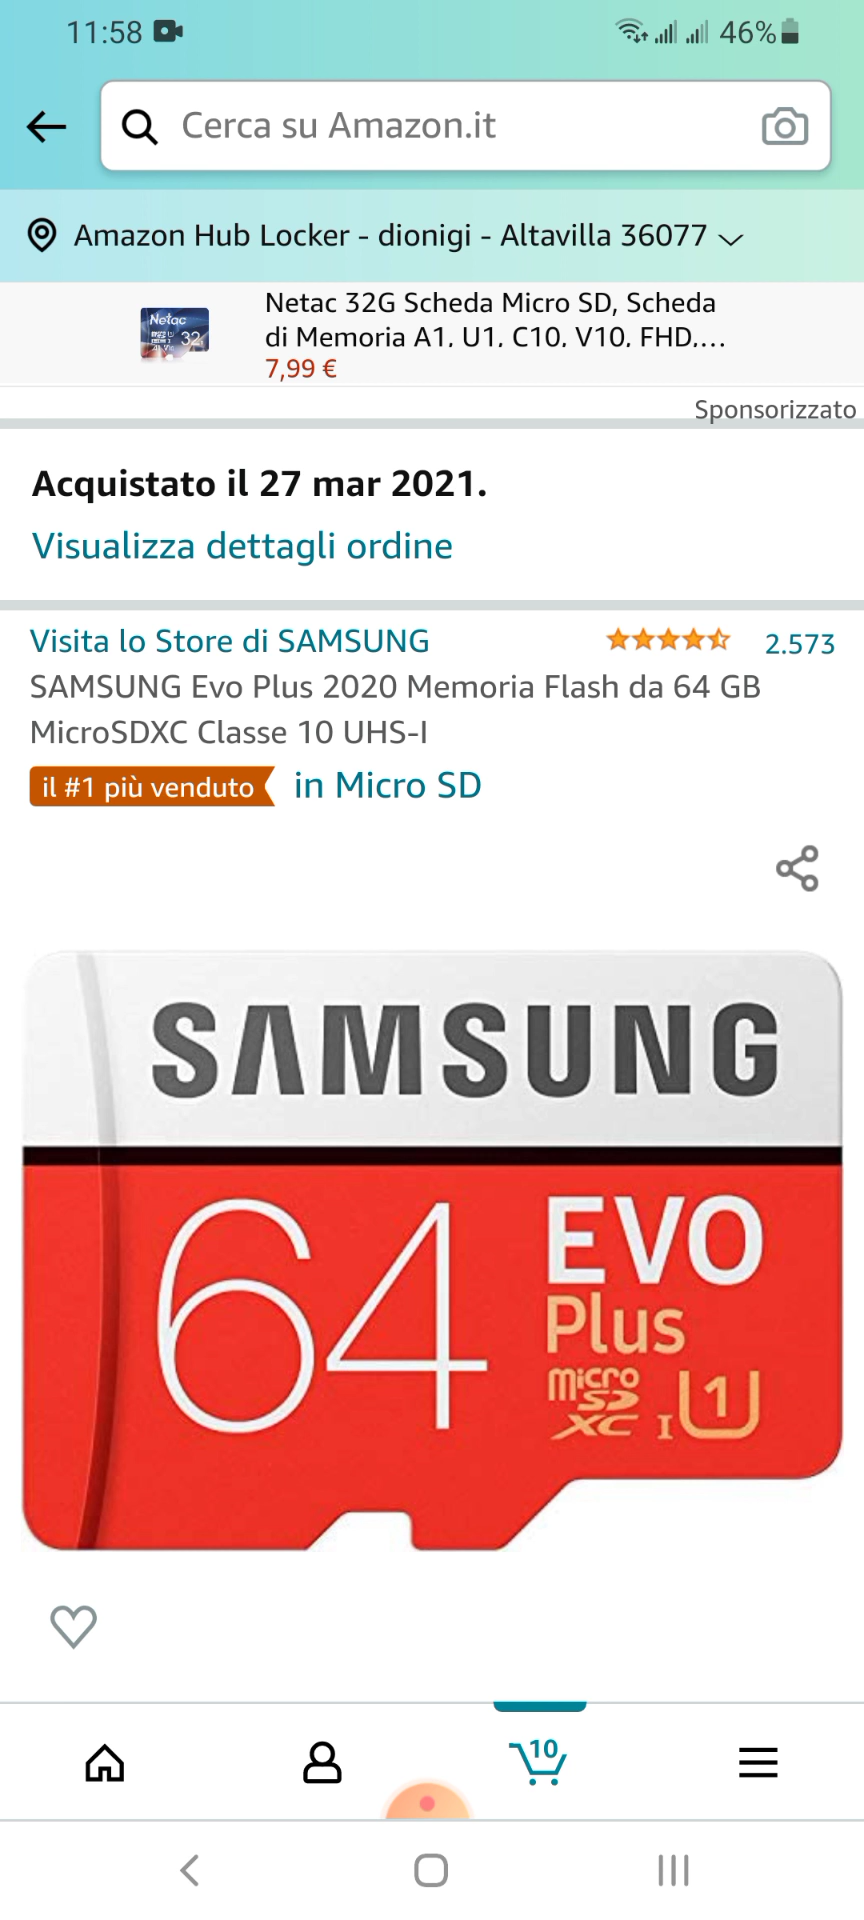 11:58
46%
Cerca su Amazon.it
Amazon Hub Locker - dionigi - Altavilla 36077
Netac
32
Netac 32G Scheda Micro SD, Scheda
di Memoria A1, U1, C10, V10, FHD,...
7,99 €
Sponsorizzato
Acquistato il 27 mar 2021.
Visualizza dettagli ordine
Visita lo Store di SAMSUNG
2.573
SAMSUNG Evo Plus 2020 Memoria Flash da 64 GB
MicroSDXC Classe 10 UHS-I
il #1 più venduto in Micro SD
SAMSUNG
64
EVO
Plus
micro
SD
XC I U1
10